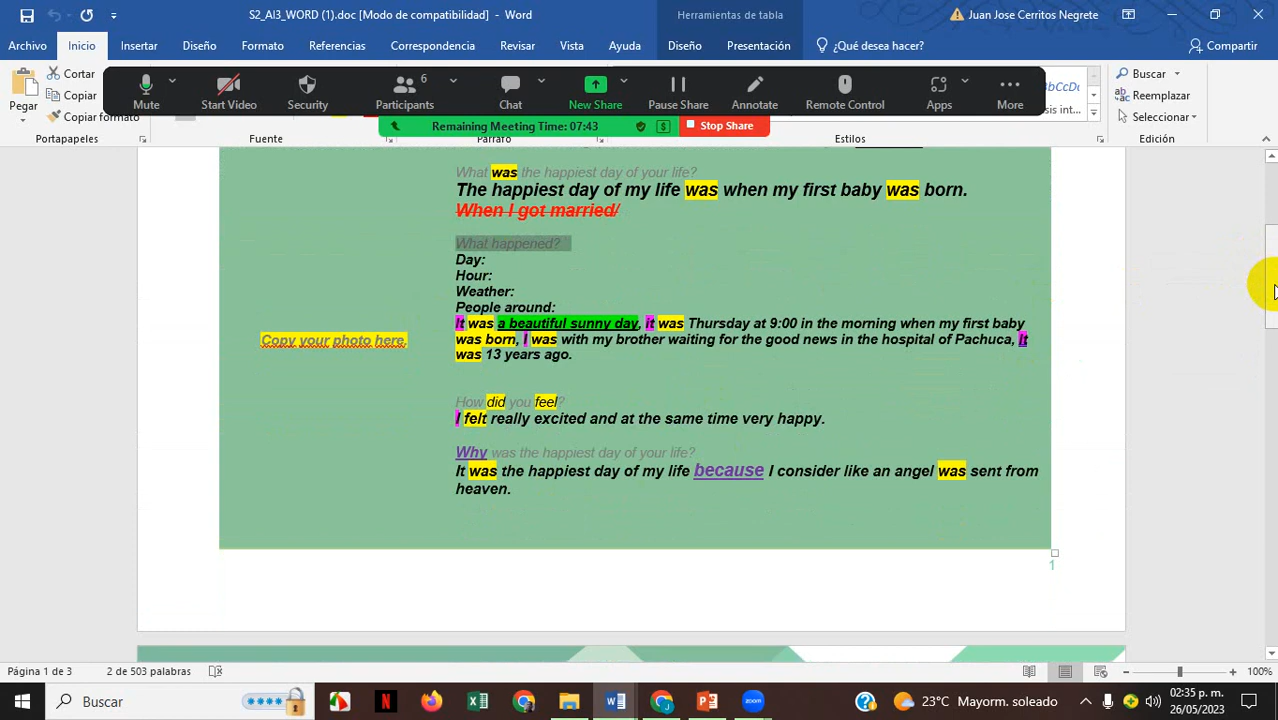 S2_AI3_WORD (1).doc [Modo de compatibilidad] - Word
Herramientas de tabla
Juan Jose Cerritos Negrete
Archivo Inicio Insertar Diseño Formato Referencias Correspondencia Revisar Vista Ayuda Diseño Presentación ¿Qué desea hacer? Compartir
Pegar
Cortar
Copiar
Copiar formato
Mute Start Video Security Participants 6 Chat New Share Pause Share Annotate Remote Control Apps More
Buscar
Reemplazar
Seleccionar
Remaining Meeting Time: 07:43 Stop Share
Portapapeles Fuente Párrafo Estilos Edición
What was the happiest day of your life?
The happiest day of my life was when my first baby was born.
When I got married/
What happened?
Day:
Hour:
Weather:
People around:
It was a beautiful sunny day, it was Thursday at 9:00 in the morning when my first baby
was born, I was with my brother waiting for the good news in the hospital of Pachuca, it
was 13 years ago.
Copy your photo here.
How did you feel?
I felt really excited and at the same time very happy.
Why was the happiest day of your life?
It was the happiest day of my life because I consider like an angel was sent from
heaven.
1
Página 1 de 3 2 de 503 palabras 100%
Buscar 23°C Mayorm. soleado 02:35 p. m.
26/05/2023